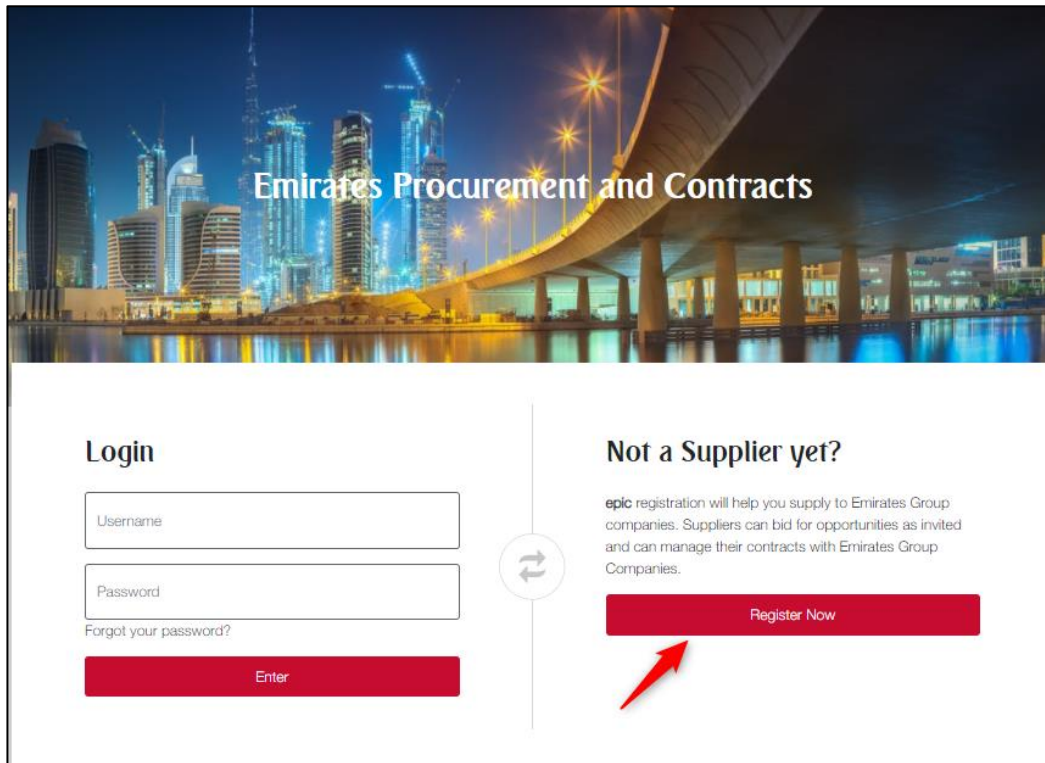 Emirates Procurement and Contracts
Login
Username
Password
Forgot your password?
Enter
Not a Supplier yet?
epic registration will help you supply to Emirates Group
companies. Suppliers can bid for opportunities as invited
and can manage their contracts with Emirates Group
Companies.
Register Now